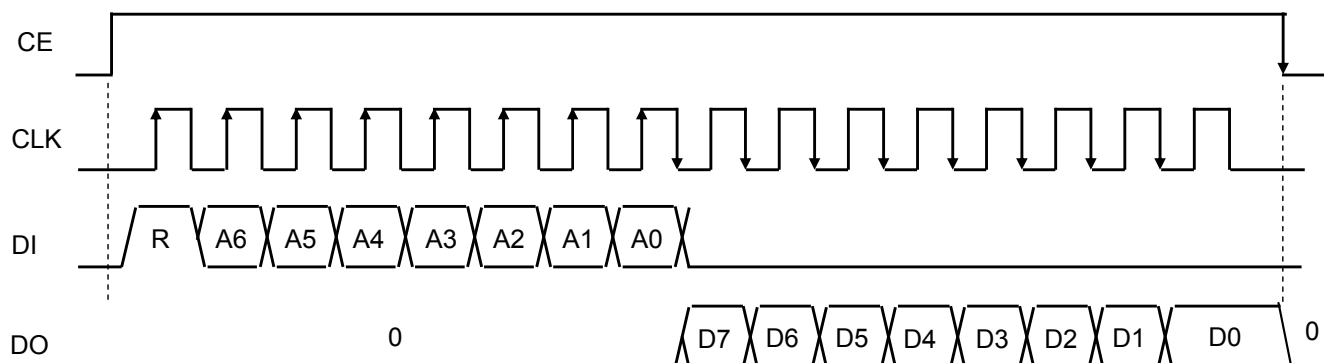 CE
CLK
DI R A6 A5 A4 A3 A2 A1 A0
DO 0 D7 D6 D5 D4 D3 D2 D1 D0 0